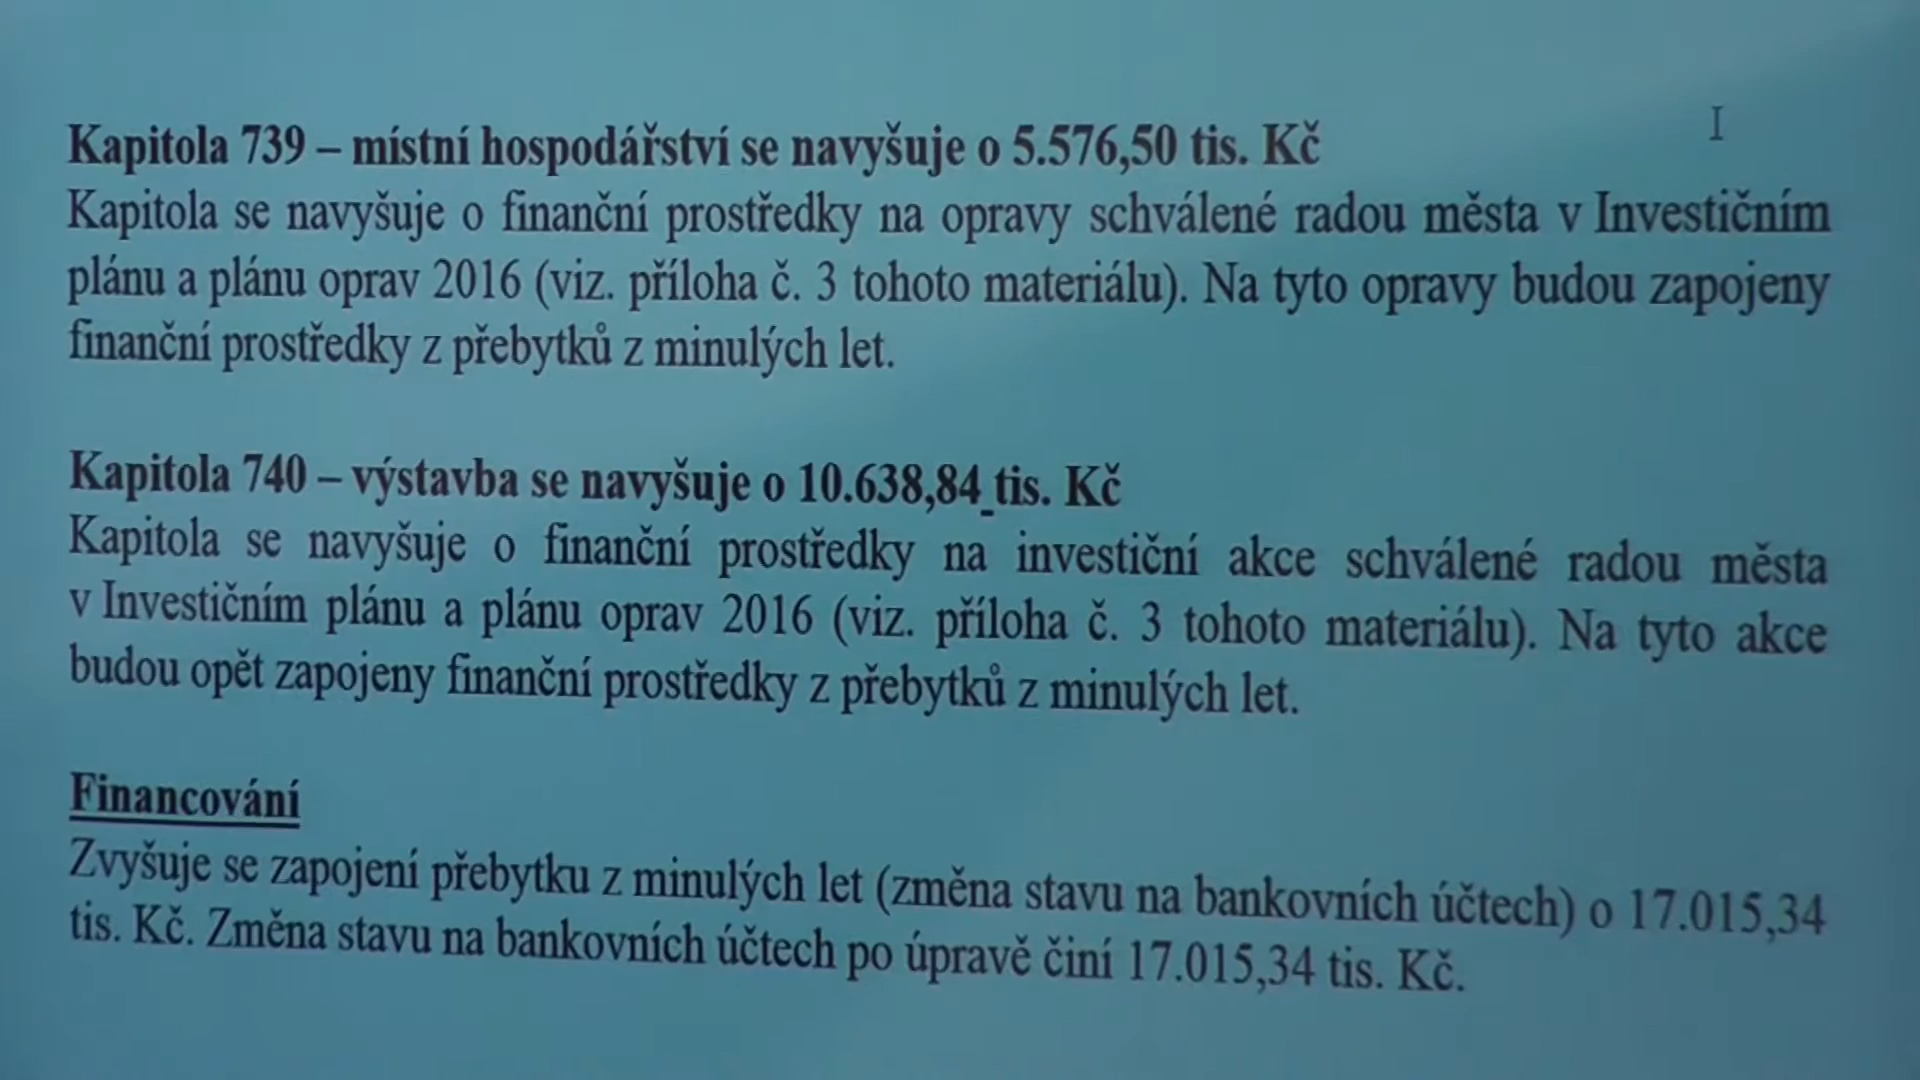 Kapitola 739 – místní hospodářství se navyšuje o 5.576,50 tis. Kč
Kapitola se navyšuje o finanční prostředky na opravy schválené radou města v Investičním
plánu a plánu oprav 2016 (viz. příloha č. 3 tohoto materiálu). Na tyto opravy budou zapojeny
finanční prostředky z přebytků z minulých let.
Kapitola 740 – výstavba se navyšuje o 10.638,84 tis. Kč
Kapitola se navyšuje o finanční prostředky na investiční akce schválené radou města
v Investičním plánu a plánu oprav 2016 (viz. příloha č. 3 tohoto materiálu). Na tyto akce
budou opět zapojeny finanční prostředky z přebytků z minulých let.
Financování
Zvyšuje se zapojení přebytku z minulých let (změna stavu na bankovních účtech) o 17.015,34
tis. Kč. Změna stavu na bankovních účtech po úpravě činí 17.015,34 tis. Kč.